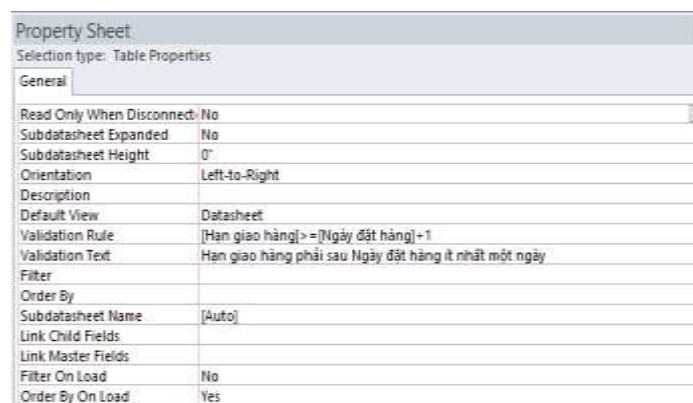 Property Sheet
Selection type: Table Properties
General
Read Only When Disconnect No
Subdatasheet Expanded No
Subdatasheet Height 0"
Orientation Left-to-Right
Description
Default View Datasheet
Validation Rule [Hạn giao hàng]>=[Ngày đặt hàng]+1
Validation Text Hạn giao hàng phải sau Ngày đặt hàng ít nhất một ngày
Filter
Order By
Subdatasheet Name [Auto]
Link Child Fields
Link Master Fields
Filter On Load No
Order By On Load Yes